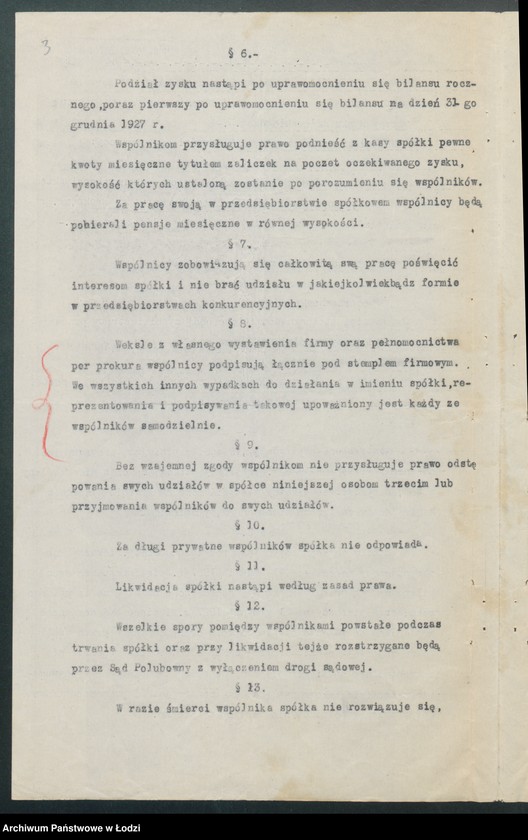 3
§ 6.-
Podział zysku nastąpi po uprawomocnieniu się bilansu rocz-
nego,poraz pierwszy po uprawomocnieniu się bilansu na dzień 31 go
grudnia 1927 r.
Wspólnikom przysługuje prawo podnieść z kasy spółki pewne
kwoty miesięczne tytułem zaliczek na poczet oczekiwanego zysku,
wysokość których ustaloną zostanie po porozumieniu się wspólników.
Za pracę swoją w przedsiębiorstwie spółkowem wspólnicy będą
pobierali pensje miesięczne w równej wysokości.
§ 7.
Wspólnicy zobowiązują się całkowitą swą pracę poświęcić
interesom spółki i nie brać udziału w jakiejkolwiekbądz formie
w przedsiębiorstwach konkurencyjnych.
§ 8.
Weksle z własnego wystawienia firmy oraz pełnomocnictwa
per prokura wspólnicy podpisują łącznie pod stemplem firmowym.
We wszystkich innych wypadkach do działania w imieniu spółki,re-
prezentowania i podpisywania takowej upoważniony jest każdy ze
wspólników samodzielnie.
§ 9.
Bez wzajemnej zgody wspólnikom nie przysługuje prawo odstę
powania swych udziałów w spółce niniejszej osobom trzecim lub
przyjmowania wspólników do swych udziałów.
§ 10.
Za długi prywatne wspólników spółka nie odpowiada.
§ 11.
Likwidacja spółki nastąpi według zasad prawa.
§ 12.
Wszelkie spory pomiędzy wspólnikami powstałe podczas
trwania spółki oraz przy likwidacji tejże rozstrzygane będą
przez Sąd Polubowny z wyłączeniem drogi sądowej.
§ 13.
W razie śmierci wspólnika spółka nie rozwiązuje się,
Archiwum Państwowe w Łodzi